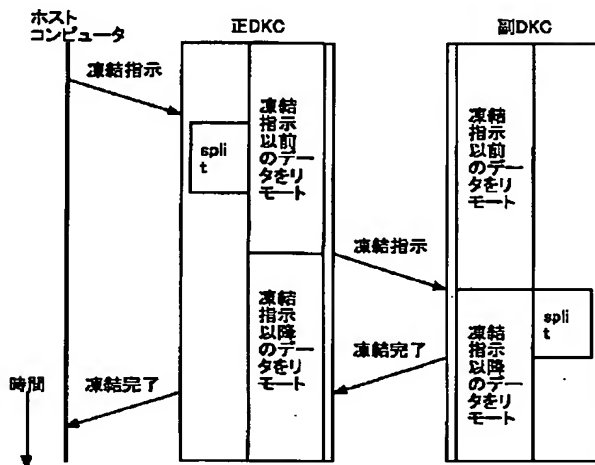 ホスト
コンピュータ
正DKC
副DKC
凍結指示
spli
t
凍結
指示
以前
のデー
タをリ
モート
凍結
指示
以前
のデー
タをリ
モート
凍結指示
凍結
指示
以降
のデー
タをリ
モート
spli
t
凍結
指示
以降
のデー
タをリ
モート
凍結完了
凍結完了
時間